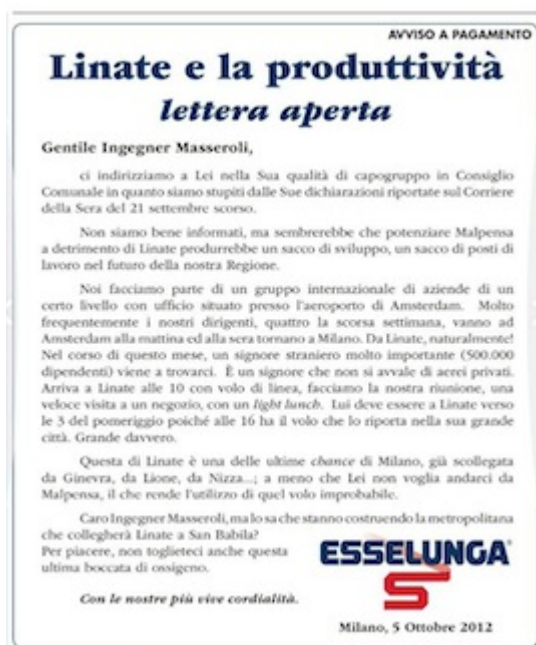 AVVISO A PAGAMENTO
Linate e la produttività
lettera aperta
Gentile Ingegner Masseroli,
ci indirizziamo a Lei nella Sua qualità di capogruppo in Consiglio
Comunale in quanto siamo stupiti dalle Sue dichiarazioni riportate sul Corriere
della Sera del 21 settembre scorso.
Non siamo bene informati, ma sembrerebbe che potenziare Malpensa
a detrimento di Linate produrrebbe un sacco di sviluppo, un sacco di posti di
lavoro nel futuro della nostra Regione.
Noi facciamo parte di un gruppo internazionale di aziende di un
certo livello con ufficio situato presso l'aeroporto di Amsterdam. Molto
frequentemente i nostri dirigenti, quattro la scorsa settimana, vanno ad
Amsterdam alla mattina ed alla sera tornano a Milano. Da Linate, naturalmente!
Nel corso di questo mese, un signore straniero molto importante (500.000
dipendenti) viene a trovarci. È un signore che non si avvale di aerei privati.
Arriva a Linate alle 10 con volo di linea, facciamo la nostra riunione, una
veloce visita a un negozio, con un light lunch. Lui deve essere a Linate verso
le 3 del pomeriggio poiché alle 16 ha il volo che lo riporta nella sua grande
città. Grande davvero.
Questa di Linate è una delle ultime chance di Milano, già scollegata
da Ginevra, da Lione, da Nizza...; a meno che Lei non voglia andarci da
Malpensa, il che rende l'utilizzo di quel volo improbabile.
Caro Ingegner Masseroli, ma lo sa che stanno costruendo la metropolitana
che collegherà Linate a San Babila?
Per piacere, non toglieteci anche questa
ultima boccata di ossigeno.
ESSELUNGA
Con le nostre più vive cordialità.
Milano, 5 Ottobre 2012